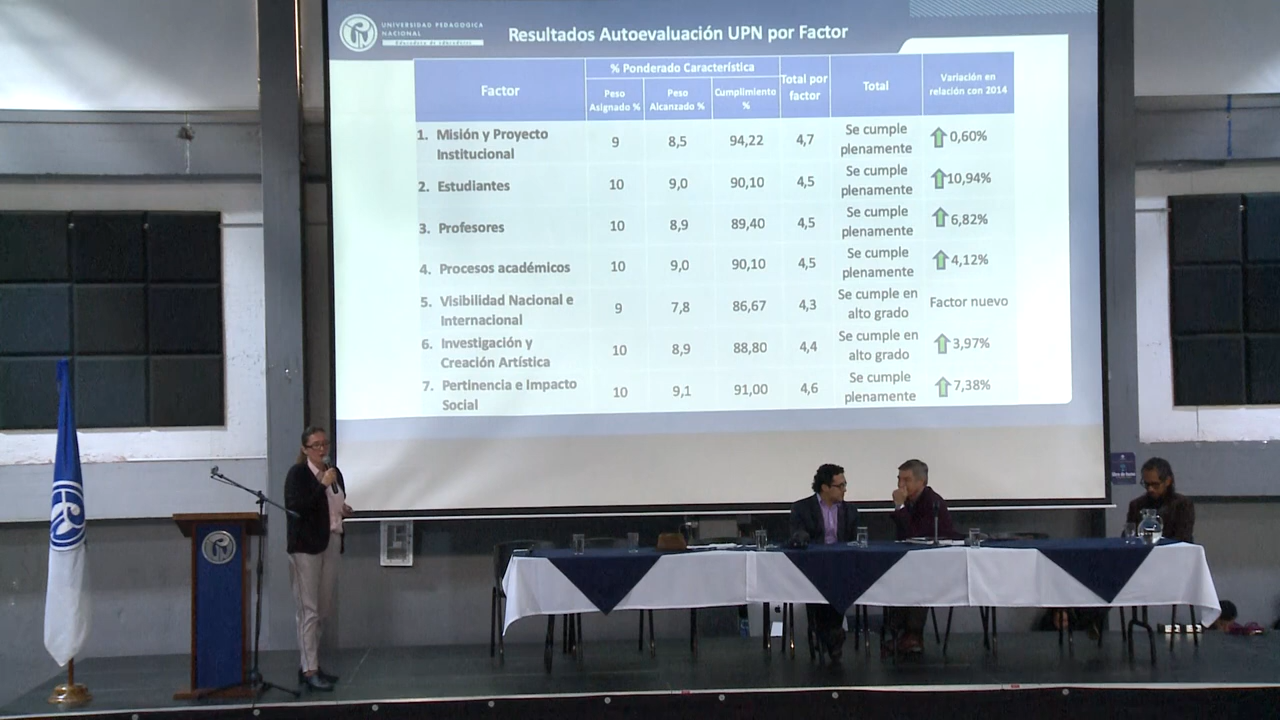 UNIVERSIDAD PEDAGOGICA
NACIONAL
Educadora de educadores
Resultados Autoevaluación UPN por Factor
Factor
% Ponderado Característica
Peso
Asignado %
Peso
Alcanzado %
Cumplimiento
%
Total por
factor
Total
Variación en
relación con 2014
1. Misión y Proyecto
Institucional
9
8,5
94,22
4,7
Se cumple
plenamente
0,60%
2. Estudiantes
10
9,0
90,10
4,5
Se cumple
plenamente
10,94%
3. Profesores
10
8,9
89,40
4,5
Se cumple
plenamente
6,82%
4. Procesos académicos
10
9,0
90,10
4,5
Se cumple
plenamente
4,12%
5. Visibilidad Nacional e
Internacional
9
7,8
86,67
4,3
Se cumple en
alto grado
Factor nuevo
6. Investigación y
Creación Artística
10
8,9
88,80
4,4
Se cumple en
alto grado
3,97%
7. Pertinencia e Impacto
Social
10
9,1
91,00
4,6
Se cumple
plenamente
7,38%